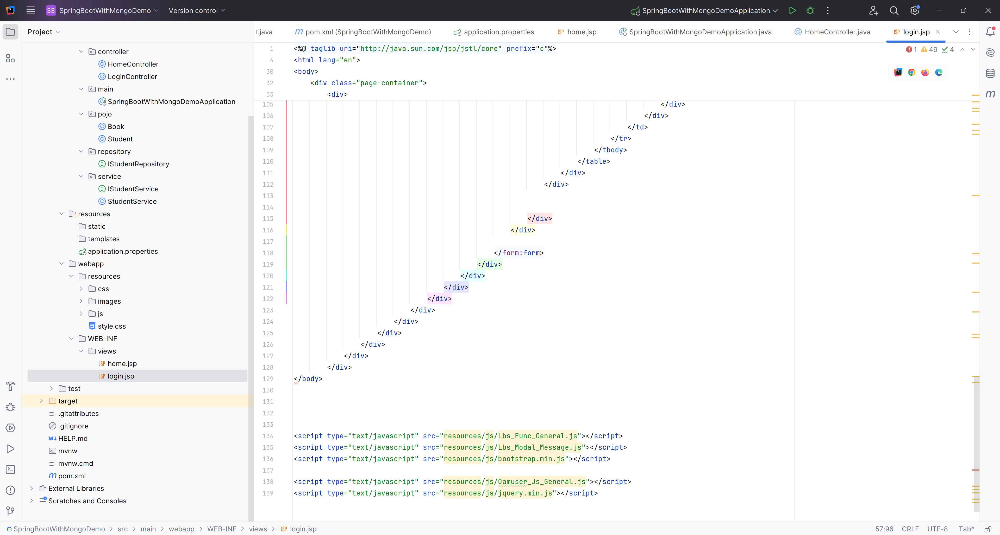 SB SpringBootWithMongoDemo Version control SpringBootWithMongoDemoApplication
Project
t.java m pom.xml (SpringBootWithMongoDemo) application.properties JSP home.jsp SpringBootWithMongoDemoApplication.java HomeController.java JSP login.jsp
controller
HomeController
LoginController
main
SpringBootWithMongoDemoApplication
pojo
Book
Student
repository
IStudentRepository
service
IStudentService
StudentService
resources
static
templates
application.properties
webapp
resources
css
images
js
style.css
WEB-INF
views
JSP home.jsp
JSP login.jsp
test
target
.gitattributes
.gitignore
M↓ HELP.md
mvnw
mvnw.cmd
m pom.xml
External Libraries
Scratches and Consoles
1 49 4
1 <%@ taglib uri="http://java.sun.com/jsp/jstl/core" prefix="c"%>
4 <html lang="en">
30 <body>
32 <div class="page-container">
33 <div>
105 </div>
106 </div>
107 </td>
108 </tr>
109 </tbody>
110 </table>
111 </div>
112 </div>
113
114
115 </div>
116 </div>
117
118 </form:form>
119 </div>
120 </div>
121 </div>
122 </div>
123 </div>
124 </div>
125 </div>
126 </div>
127 </div>
128 </div>
129 </body>
130
131
132
133
134 <script type="text/javascript" src="resources/js/Lbs_Func_General.js"></script>
135 <script type="text/javascript" src="resources/js/Lbs_Modal_Message.js"></script>
136 <script type="text/javascript" src="resources/js/bootstrap.min.js"></script>
137
138 <script type="text/javascript" src="resources/js/Oamuser_Js_General.js"></script>
139 <script type="text/javascript" src="resources/js/jquery.min.js"></script>
m
SpringBootWithMongoDemo > src > main > webapp > WEB-INF > views > JSP login.jsp 57:96 CRLF UTF-8 Tab*